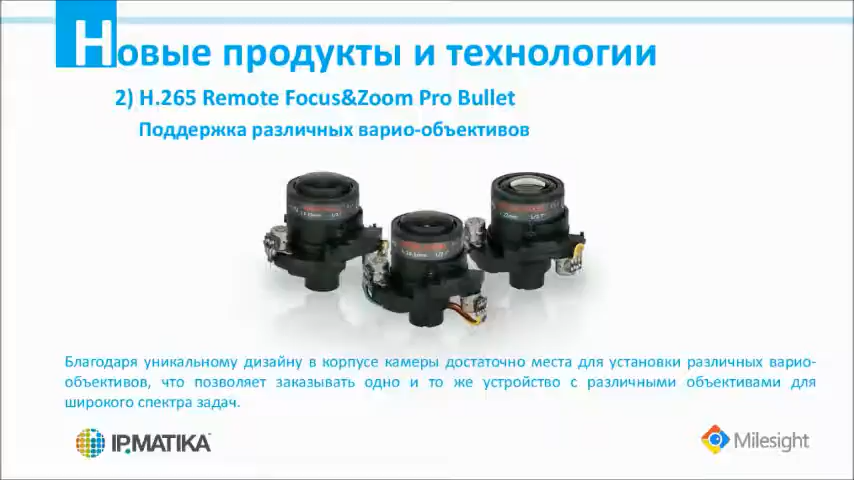 Новые продукты и технологии
2) H.265 Remote Focus&Zoom Pro Bullet
Поддержка различных варио-объективов
Благодаря уникальному дизайну в корпусе камеры достаточно места для установки различных варио-
объективов, что позволяет заказывать одно и то же устройство с различными объективами для
широкого спектра задач.
IPMATIKA
Milesight